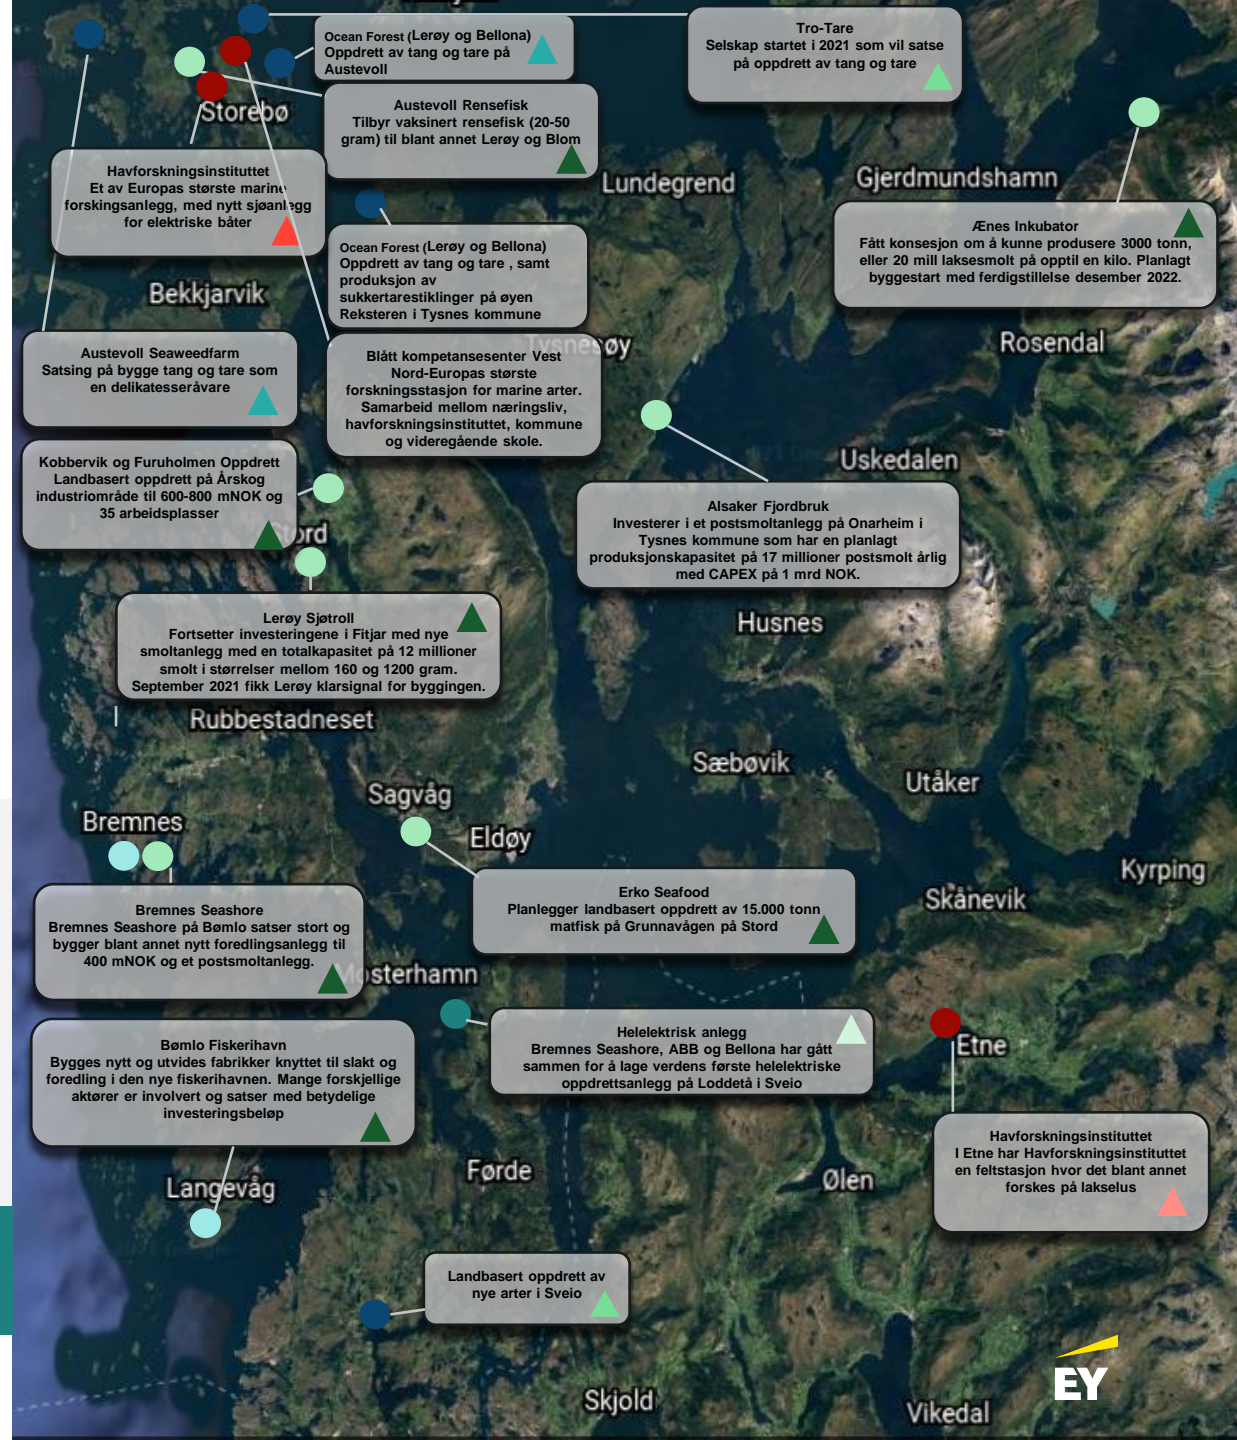 Ocean Forest (Lerøy og Bellona)
Oppdrett av tang og tare på
Austevoll
Tro-Tare
Selskap startet i 2021 som vil satse
på oppdrett av tang og tare
Storebø
Austevoll Rensefisk
Tilbyr vaksinert rensefisk (20-50
gram) til blant annet Lerøy og Blom
Havforskningsinstituttet
Et av Europas største marine
forskingsanlegg, med nytt sjøanlegg
for elektriske båter
Lundegrend
Gjerdmundshamn
Ænes Inkubator
Fått konsesjon om å kunne produsere 3000 tonn,
eller 20 mill laksesmolt på opptil en kilo. Planlagt
byggestart med ferdigstillelse desember 2022.
Ocean Forest (Lerøy og Bellona)
Oppdrett av tang og tare , samt
produksjon av
sukkertarestiklinger på øyen
Reksteren i Tysnes kommune
Bekkjarvik
Tysnesøy
Rosendal
Austevoll Seaweedfarm
Satsing på bygge tang og tare som
en delikatesseråvare
Blått kompetansesenter Vest
Nord-Europas største
forskningsstasjon for marine arter.
Samarbeid mellom næringsliv,
havforskningsinstituttet, kommune
og videregående skole.
Uskedalen
Kobbervik og Furuholmen Oppdrett
Landbasert oppdrett på Årskog
industriområde til 600-800 mNOK og
35 arbeidsplasser
ord
Alsaker Fjordbruk
Investerer i et postsmoltanlegg på Onarheim i
Tysnes kommune som har en planlagt
produksjonskapasitet på 17 millioner postsmolt årlig
med CAPEX på 1 mrd NOK.
Lerøy Sjøtroll
Fortsetter investeringene i Fitjar med nye
smoltanlegg med en totalkapasitet på 12 millioner
smolt i størrelser mellom 160 og 1200 gram.
September 2021 fikk Lerøy klarsignal for byggingen.
Husnes
Rubbestadneset
Sæbøvik
Utåker
Sagvåg
Bremnes
Eldøy
Kyrping
Skånevik
Erko Seafood
Planlegger landbasert oppdrett av 15.000 tonn
matfisk på Grunnavågen på Stord
Bremnes Seashore
Bremnes Seashore på Bømlo satser stort og
bygger blant annet nytt foredlingsanlegg til
400 mNOK og et postsmoltanlegg.
Mosterhamn
Helelektrisk anlegg
Bremnes Seashore, ABB og Bellona har gått
sammen for å lage verdens første helelektriske
oppdrettsanlegg på Loddetå i Sveio
Etne
Bømlo Fiskerihavn
Bygges nytt og utvides fabrikker knyttet til slakt og
foredling i den nye fiskerihavnen. Mange forskjellige
aktører er involvert og satser med betydelige
investeringsbeløp
Havforskningsinstituttet
I Etne har Havforskningsinstituttet
en feltstasjon hvor det blant annet
forskes på lakselus
Førde
Ølen
Langevåg
Landbasert oppdrett av
nye arter i Sveio
EY
Skjold
Vikedal